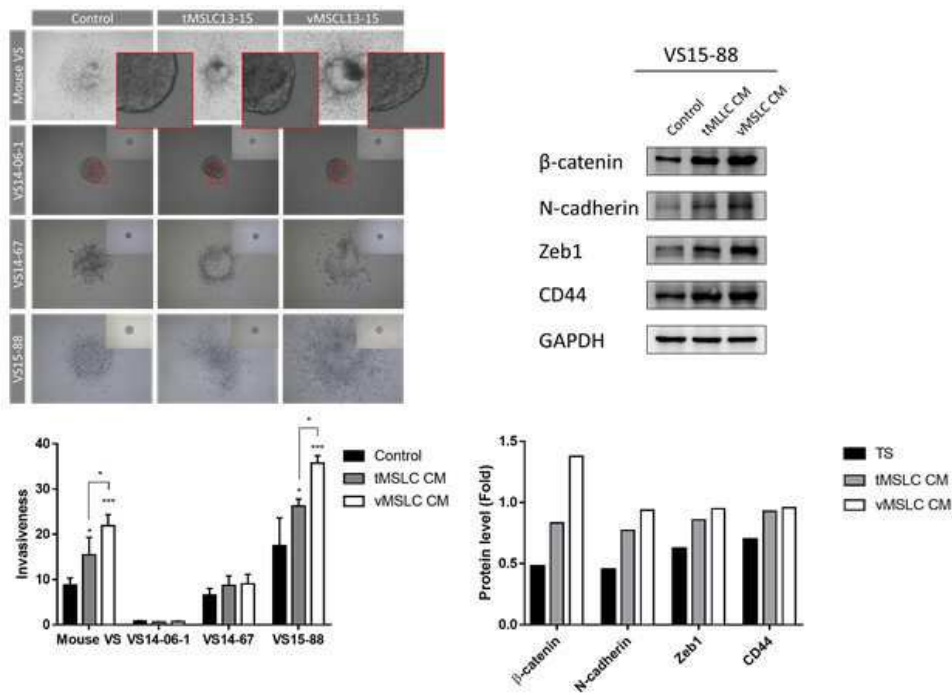 Control tMSLC13-15 vMSCL13-15
Mouse VS
VS14-06-1
VS14-67
VS15-88
VS15-88
Control tMLLC CM vMSLC CM
β-catenin
N-cadherin
Zeb1
CD44
GAPDH
Invasiveness
40
30
20
10
0
* *** *
* *** *
Mouse VS VS14-06-1 VS14-67 VS15-88
Control
tMSLC CM
vMSLC CM
Protein level (Fold)
1.5
1.0
0.5
0.0
β-catenin N-cadherin Zeb1 CD44
TS
tMSLC CM
vMSLC CM